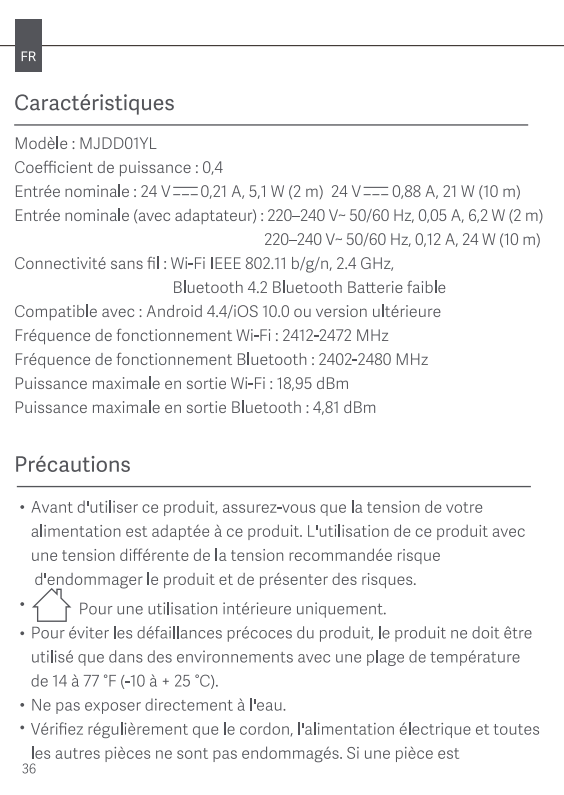 FR
Caractéristiques
Modèle : MJDD01YL
Coefficient de puissance : 0,4
Entrée nominale : 24 V⎓0,21 A, 5,1 W (2 m) 24 V⎓ 0,88 A, 21 W (10 m)
Entrée nominale (avec adaptateur) : 220–240 V~ 50/60 Hz, 0,05 A, 6,2 W (2 m)
220–240 V~ 50/60 Hz, 0,12 A, 24 W (10 m)
Connectivité sans fil : Wi-Fi IEEE 802.11 b/g/n, 2.4 GHz,
Bluetooth 4.2 Bluetooth Batterie faible
Compatible avec : Android 4.4/iOS 10.0 ou version ultérieure
Fréquence de fonctionnement Wi-Fi : 2412-2472 MHz
Fréquence de fonctionnement Bluetooth : 2402-2480 MHz
Puissance maximale en sortie Wi-Fi : 18,95 dBm
Puissance maximale en sortie Bluetooth : 4,81 dBm
Précautions
• Avant d'utiliser ce produit, assurez-vous que la tension de votre
alimentation est adaptée à ce produit. L'utilisation de ce produit avec
une tension différente de la tension recommandée risque
d'endommager le produit et de présenter des risques.
• Pour une utilisation intérieure uniquement.
• Pour éviter les défaillances précoces du produit, le produit ne doit être
utilisé que dans des environnements avec une plage de température
de 14 à 77 °F (-10 à + 25 °C).
• Ne pas exposer directement à l'eau.
• Vérifiez régulièrement que le cordon, l'alimentation électrique et toutes
les autres pièces ne sont pas endommagés. Si une pièce est
36